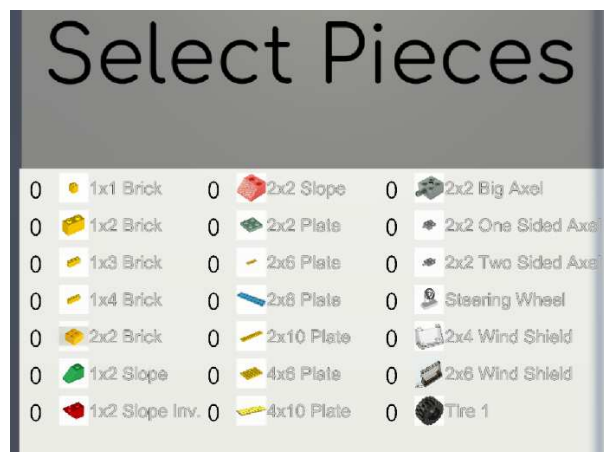 Select Pieces
0 1x1 Brick 0 2x2 Slope 0 2x2 Big Axel
0 1x2 Brick 0 2x2 Plate 0 2x2 One Sided Axel
0 1x3 Brick 0 2x6 Plate 0 2x2 Two Sided Axel
0 1x4 Brick 0 2x8 Plate 0 Steering Wheel
0 2x2 Brick 0 2x10 Plate 0 2x4 Wind Shield
0 1x2 Slope 0 4x6 Plate 0 2x6 Wind Shield
0 1x2 Slope Inv. 0 4x10 Plate 0 Tire 1